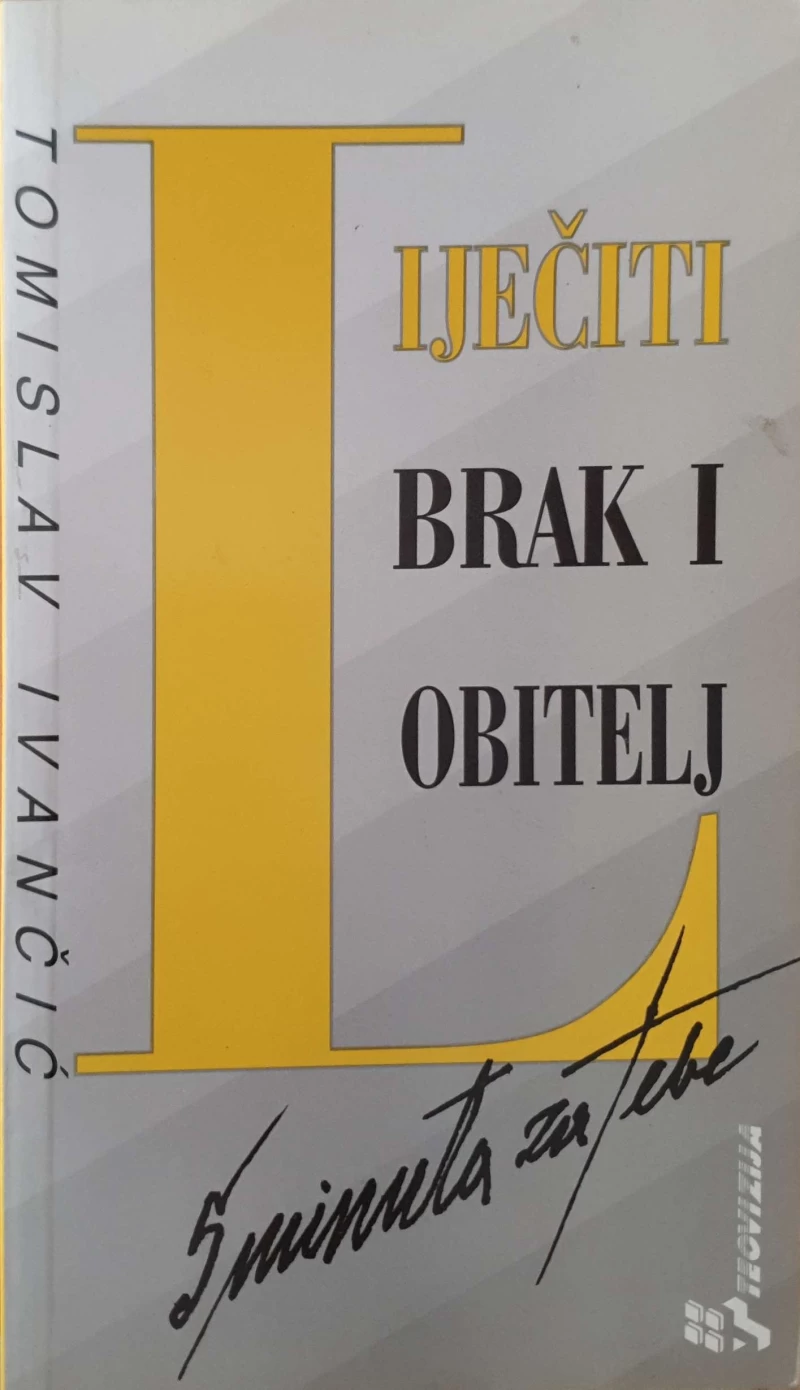 TOMISLAV IVANČIĆ
LIJEČITI
BRAK I
OBITELJ
5 minuta za tebe
TEOVIZIJA